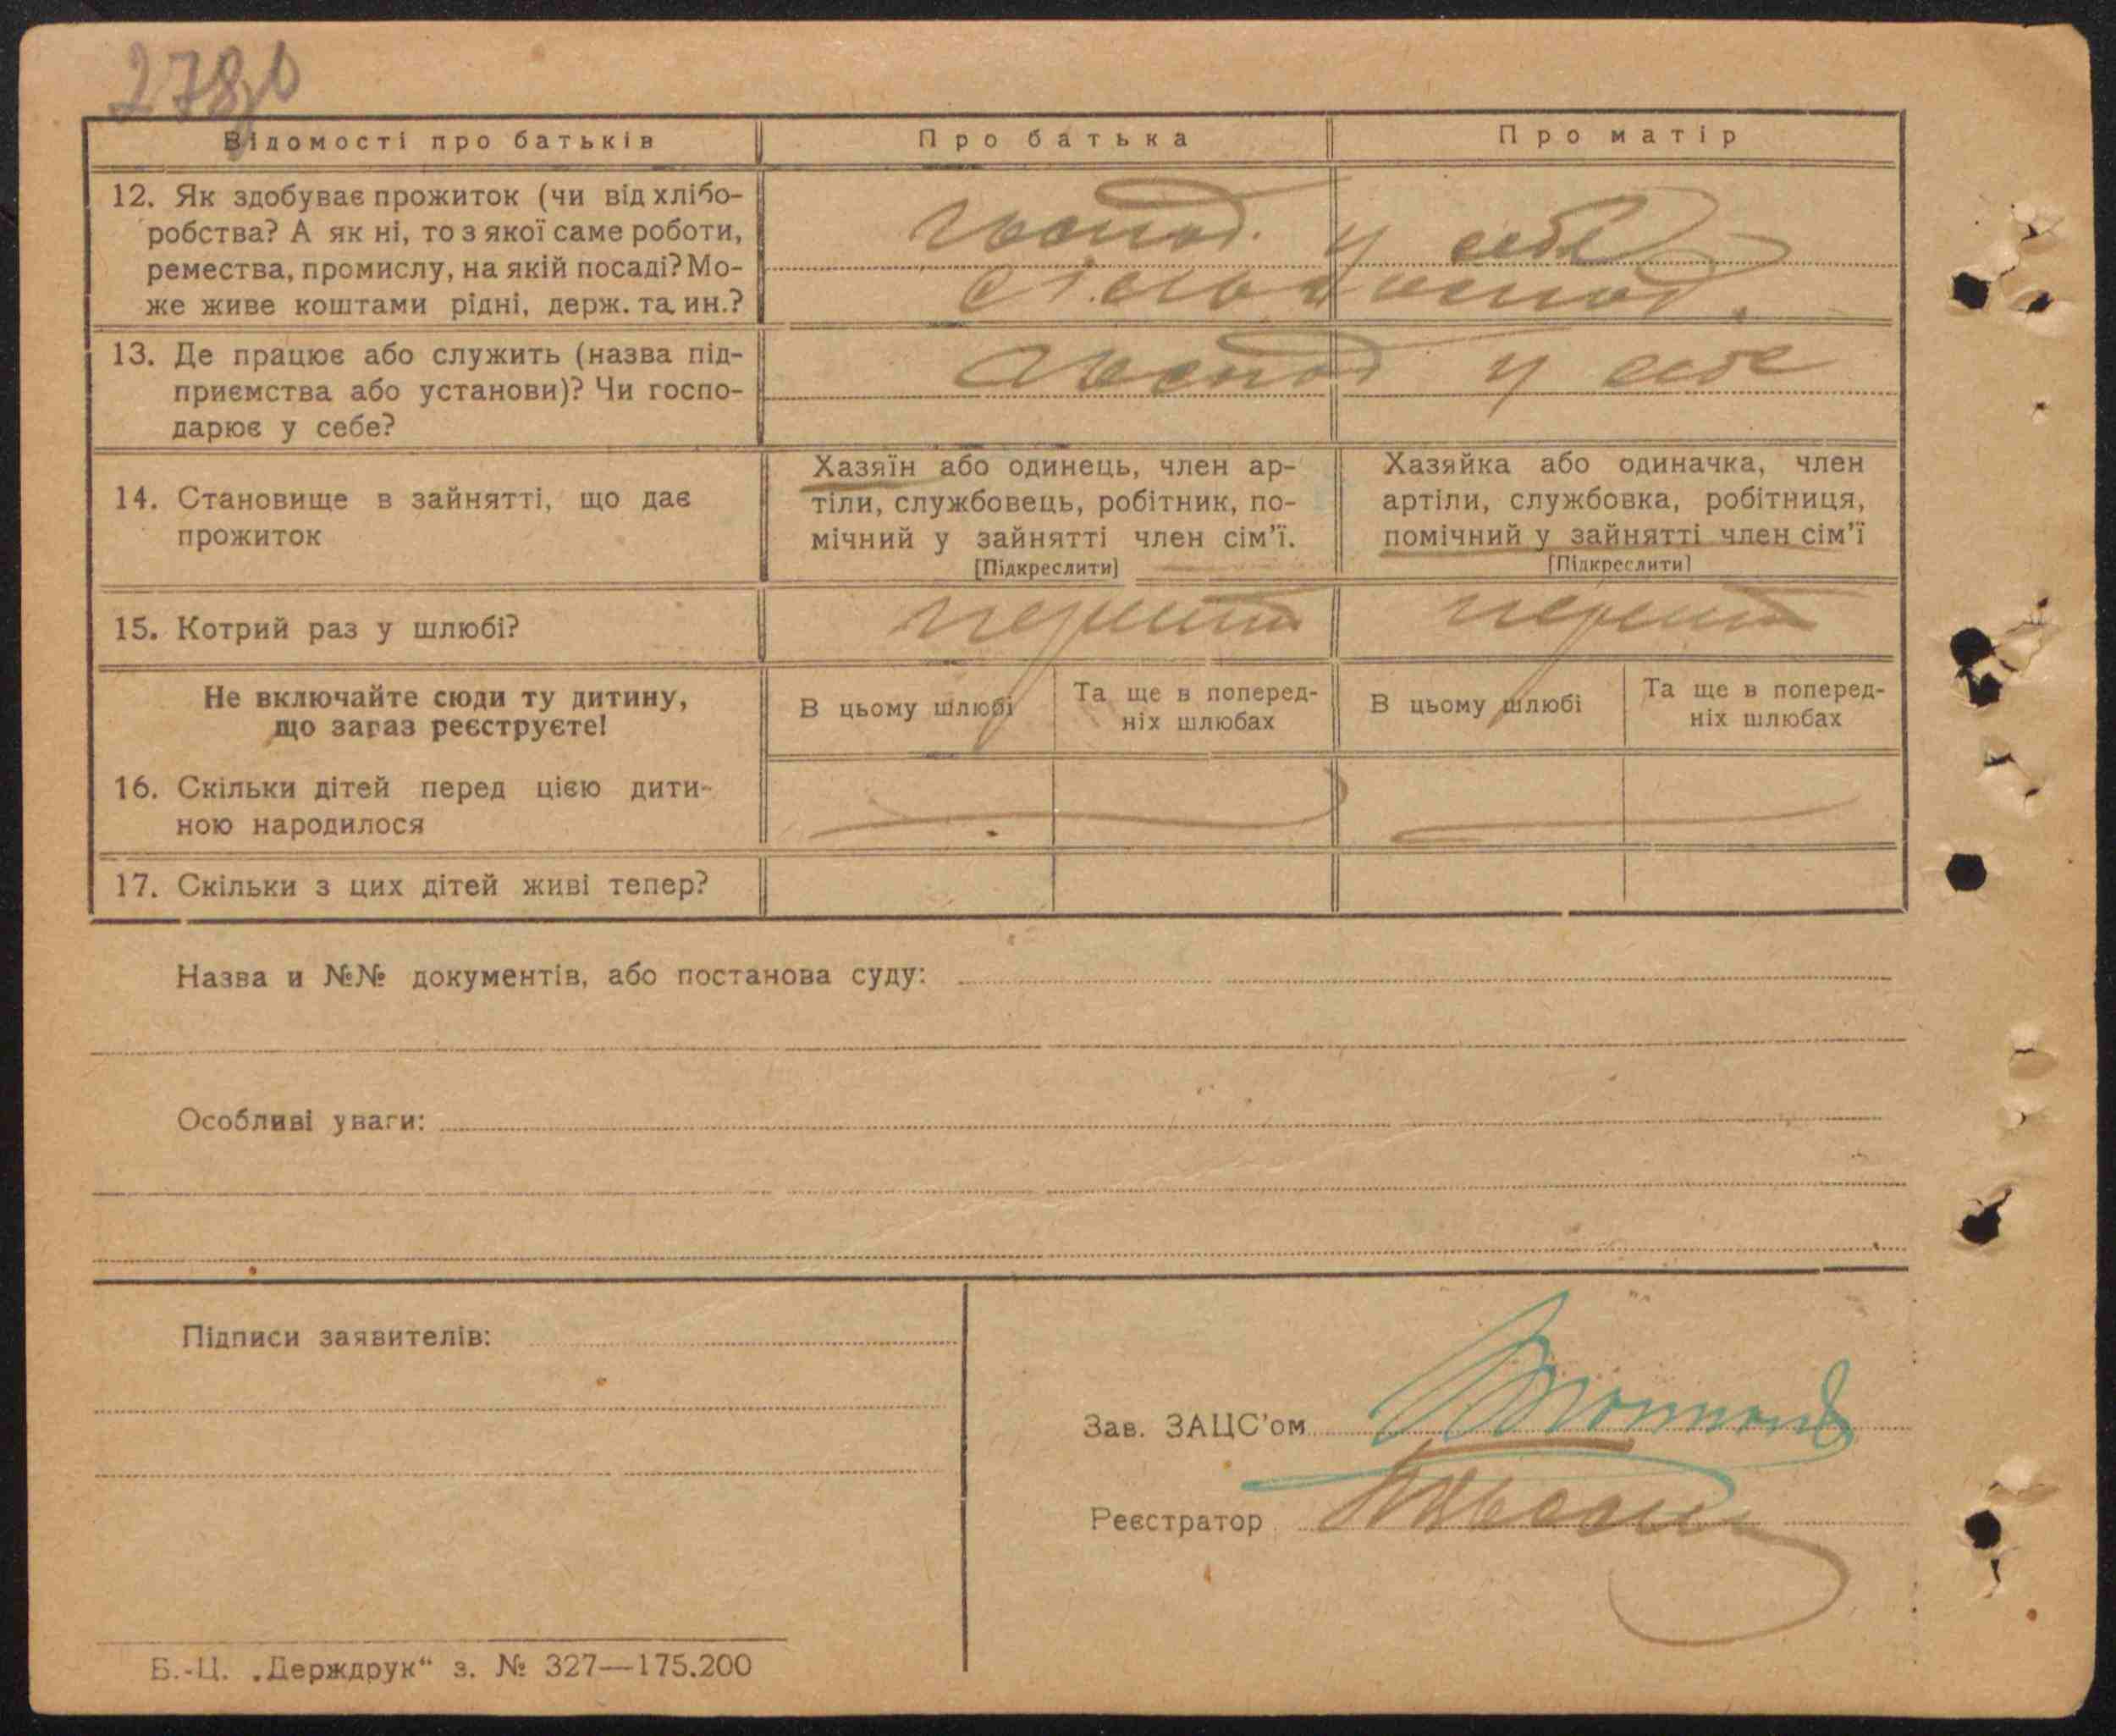 Відомості про батьків
Про батька
Про матір
12. Як здобуває прожиток (чи від хлібо-
робства? А як ні, то з якої саме роботи,
ремества, промислу, на якій посаді? Мо-
же живе коштами рідні, держ. та ин.?
господ. у себе
господ.
13. Де працює або служить (назва під-
приємства або установи)? Чи госпо-
дарює у себе?
господ у себе
14. Становище в зайнятті, що дає
прожиток
Хазяїн або одинець, член ар-
тіли, службовець, робітник, по-
мічний у зайнятті член сім’ї.
[Підкреслити]
Хазяйка або одиначка, член
артіли, службовка, робітниця,
помічний у зайнятті член сім’ї
[Підкреслити]
15. Котрий раз у шлюбі?
перший
перший
Не включайте сюди ту дитину,
що зараз реєструєте!
В цьому шлюбі
Та ще в поперед-
ніх шлюбах
В цьому шлюбі
Та ще в поперед-
ніх шлюбах
16. Скільки дітей перед цією дити-
ною народилося
17. Скільки з цих дітей живі тепер?
Назва и №№ документів, або постанова суду:
Особливі уваги:
Підписи заявителів:
Зав. ЗАЦС’ом
Реєстратор
Б.-Ц. „Держдрук“ з. № 327—175.200